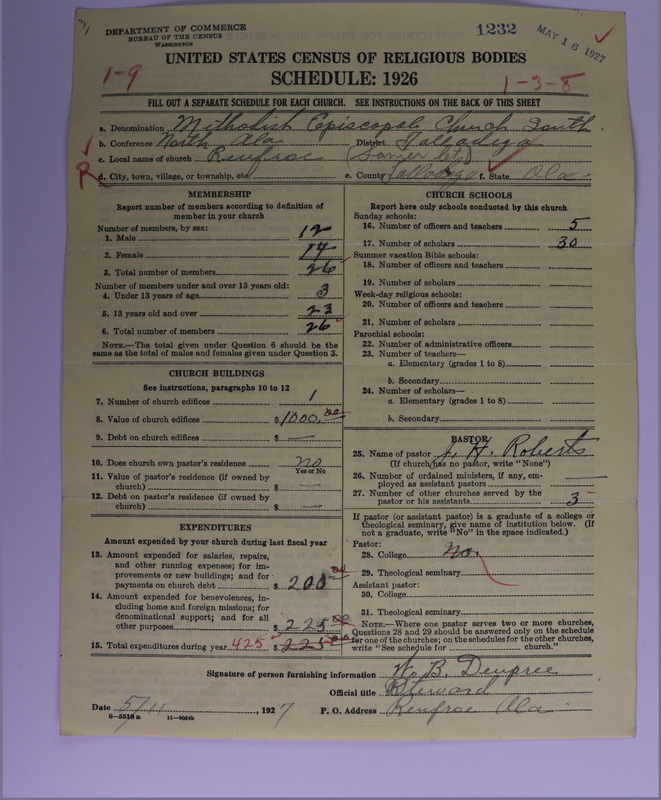 DEPARTMENT OF COMMERCE
BUREAU OF THE CENSUS
WASHINGTON
1232
MAY 16 1927
UNITED STATES CENSUS OF RELIGIOUS BODIES
SCHEDULE: 1926
1-9
1-3-8
FILL OUT A SEPARATE SCHEDULE FOR EACH CHURCH. SEE INSTRUCTIONS ON THE BACK OF THIS SHEET
a. Denomination Methodist Episcopal Church South
b. Conference North Ala District Talladega
c. Local name of church Renfroe
R d. City, town, village, or township, etc. e. County Talladega f. State Ala.
MEMBERSHIP
Report number of members according to definition of
member in your church
Number of members, by sex:
1. Male 12
2. Female 14
3. Total number of members 26
Number of members under and over 13 years old:
4. Under 13 years of age 3
5. 13 years old and over 23
6. Total number of members 26
NOTE.—The total given under Question 6 should be the
same as the total of males and females given under Question 3.
CHURCH BUILDINGS
See instructions, paragraphs 10 to 12
7. Number of church edifices 1
8. Value of church edifices $1000.00
9. Debt on church edifices $ —
10. Does church own pastor's residence no
Yes or No
11. Value of pastor's residence (if owned by
church) $ —
12. Debt on pastor's residence (if owned by
church) $ —
EXPENDITURES
Amount expended by your church during last fiscal year
13. Amount expended for salaries, repairs,
and other running expenses; for im-
provements or new buildings; and for
payments on church debt $ 200 00
14. Amount expended for benevolences, in-
cluding home and foreign missions; for
denominational support; and for all
other purposes $ 225 00
15. Total expenditures during year 425 $ 225 00
CHURCH SCHOOLS
Report here only schools conducted by this church
Sunday schools:
16. Number of officers and teachers 5
17. Number of scholars 30
Summer vacation Bible schools:
18. Number of officers and teachers
19. Number of scholars
Week-day religious schools:
20. Number of officers and teachers
21. Number of scholars
Parochial schools:
22. Number of administrative officers
23. Number of teachers—
a. Elementary (grades 1 to 8)
b. Secondary
24. Number of scholars—
a. Elementary (grades 1 to 8)
b. Secondary
PASTOR
25. Name of pastor J. H. Roberts
(If church has no pastor, write "None")
26. Number of ordained ministers, if any, em-
ployed as assistant pastors —
27. Number of other churches served by the
pastor or his assistants 3
If pastor (or assistant pastor) is a graduate of a college or
theological seminary, give name of institution below. (If
not a graduate, write "No" in the space indicated.)
Pastor:
28. College No.
29. Theological seminary
Assistant pastor:
30. College
31. Theological seminary
NOTE.—Where one pastor serves two or more churches,
Questions 28 and 29 should be answered only on the schedule
for one of the churches; on the schedules for the other churches,
write "See schedule for church."
Signature of person furnishing information W. B. Dupree
Official title Steward
Date 5/11, 1927 P. O. Address Renfroe Ala
8-5518a 11-9034b